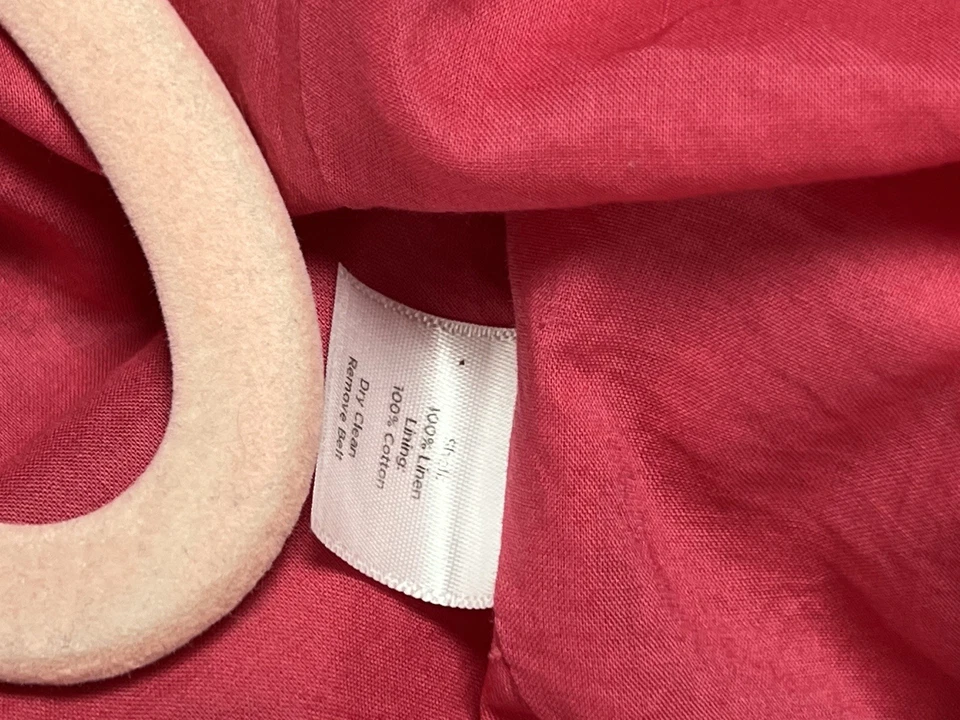 100% Linen
Lining:
100% Cotton
Dry Clean
Remove Belt